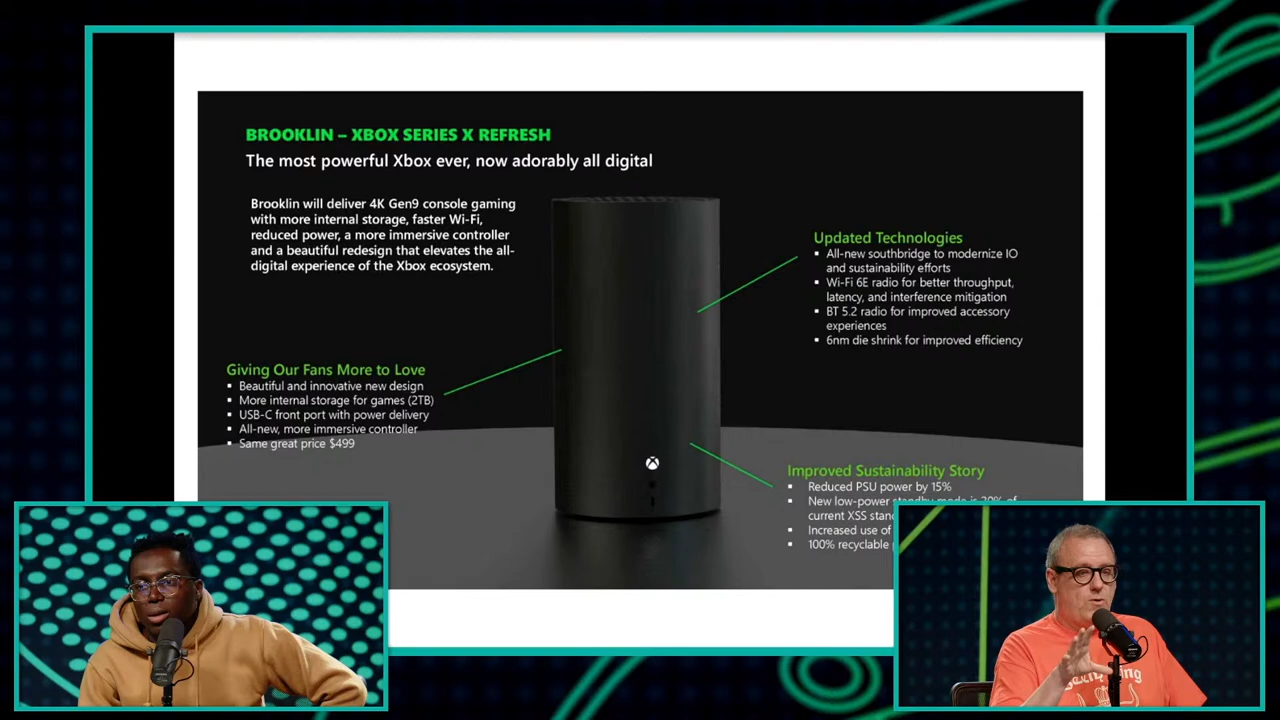 BROOKLIN – XBOX SERIES X REFRESH
The most powerful Xbox ever, now adorably all digital
Brooklin will deliver 4K Gen9 console gaming
with more internal storage, faster Wi-Fi,
reduced power, a more immersive controller
and a beautiful redesign that elevates the all-
digital experience of the Xbox ecosystem.
Giving Our Fans More to Love
▪ Beautiful and innovative new design
▪ More internal storage for games (2TB)
▪ USB-C front port with power delivery
▪ All-new, more immersive controller
▪ Same great price $499
Updated Technologies
▪ All-new southbridge to modernize IO
and sustainability efforts
▪ Wi-Fi 6E radio for better throughput,
latency, and interference mitigation
▪ BT 5.2 radio for improved accessory
experiences
▪ 6nm die shrink for improved efficiency
Improved Sustainability Story
▪ Reduced PSU power by 15%
▪ New low-power standby mode is 20% of
current XSS
▪ Increased use of
▪ 100% recyclable